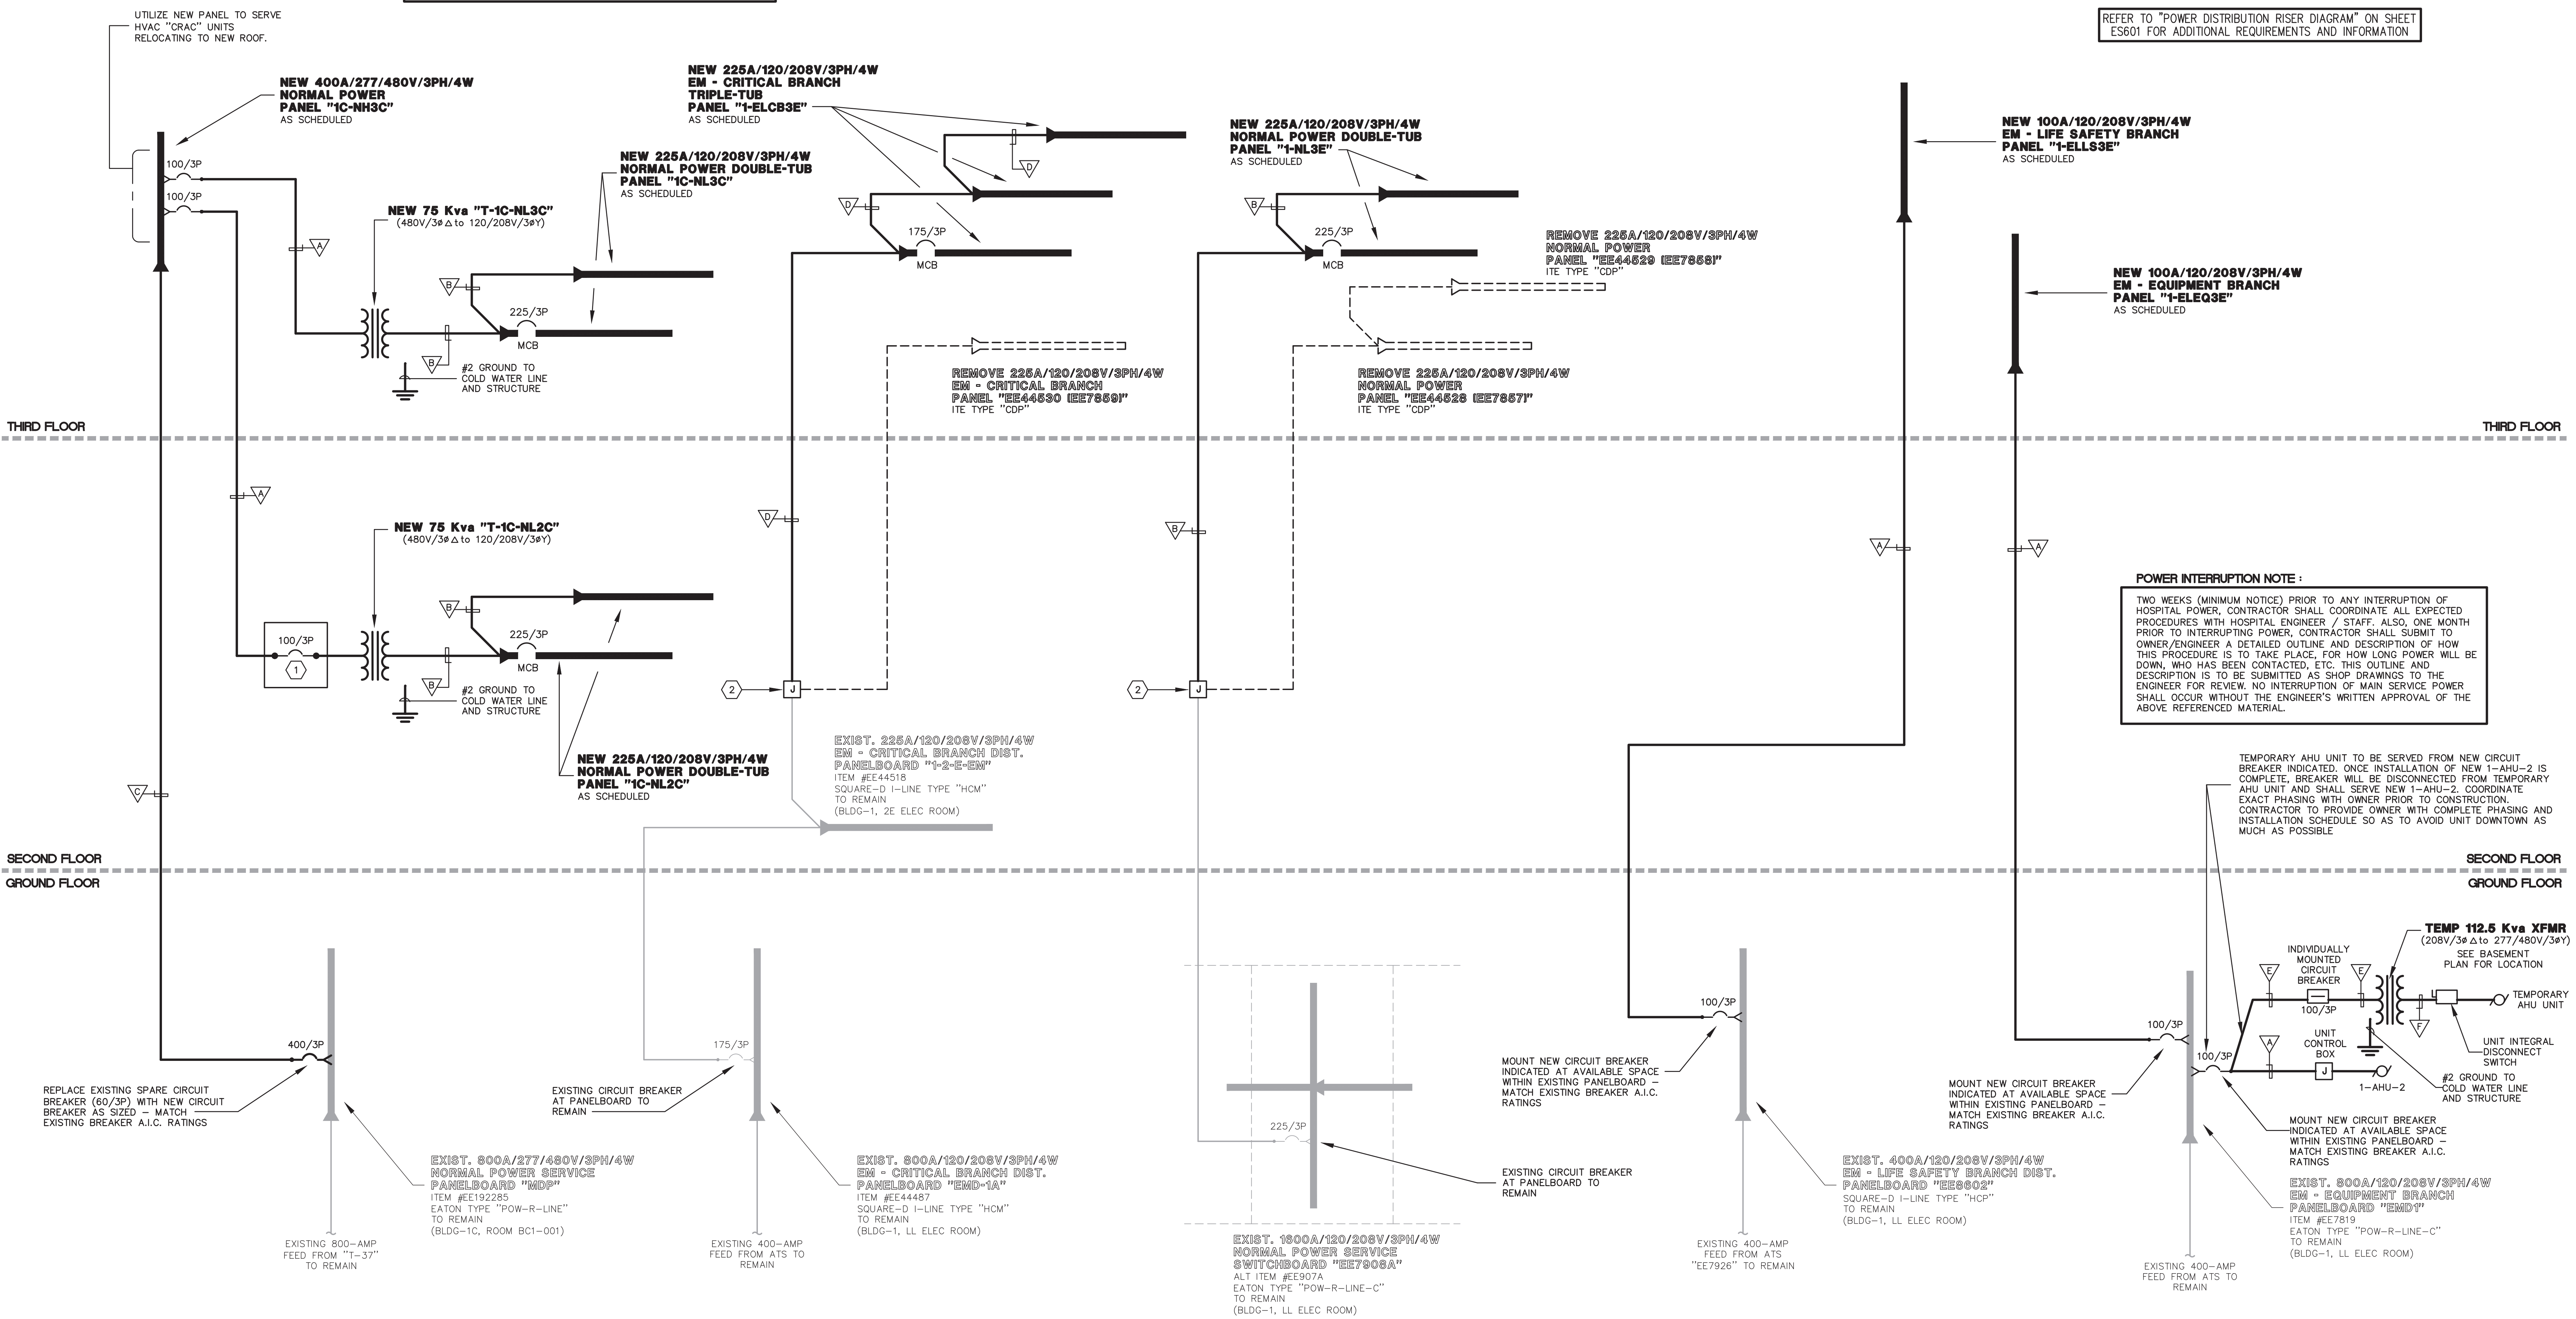 UTILIZE NEW PANEL TO SERVE
HVAC "CRAC" UNITS
RELOCATING TO NEW ROOF.
REFER TO "POWER DISTRIBUTION RISER DIAGRAM" ON SHEET
ES601 FOR ADDITIONAL REQUIREMENTS AND INFORMATION
NEW 400A/277/480V/3PH/4W
NORMAL POWER
PANEL "1C-NH3C"
AS SCHEDULED
100/3P
100/3P
NEW 75 Kva "T-1C-NL3C"
(480V/3ø Δ to 120/208V/3øY)
A
NEW 225A/120/208V/3PH/4W
NORMAL POWER DOUBLE-TUB
PANEL "1C-NL3C"
AS SCHEDULED
B
225/3P
MCB
B
#2 GROUND TO
COLD WATER LINE
AND STRUCTURE
NEW 225A/120/208V/3PH/4W
EM - CRITICAL BRANCH
TRIPLE-TUB
PANEL "1-ELCB3E"
AS SCHEDULED
D
D
175/3P
MCB
REMOVE 225A/120/208V/3PH/4W
EM - CRITICAL BRANCH
PANEL "EE44530 (EE7859)"
ITE TYPE "CDP"
NEW 225A/120/208V/3PH/4W
NORMAL POWER DOUBLE-TUB
PANEL "1-NL3E"
AS SCHEDULED
B
225/3P
MCB
REMOVE 225A/120/208V/3PH/4W
NORMAL POWER
PANEL "EE44529 (EE7858)"
ITE TYPE "CDP"
REMOVE 225A/120/208V/3PH/4W
NORMAL POWER
PANEL "EE44528 (EE7857)"
ITE TYPE "CDP"
NEW 100A/120/208V/3PH/4W
EM - LIFE SAFETY BRANCH
PANEL "1-ELLS3E"
AS SCHEDULED
NEW 100A/120/208V/3PH/4W
EM - EQUIPMENT BRANCH
PANEL "1-ELEQ3E"
AS SCHEDULED
THIRD FLOOR
THIRD FLOOR
A
NEW 75 Kva "T-1C-NL2C"
(480V/3ø Δ to 120/208V/3øY)
D
B
A
A
100/3P
1
B
225/3P
MCB
B
#2 GROUND TO
COLD WATER LINE
AND STRUCTURE
NEW 225A/120/208V/3PH/4W
NORMAL POWER DOUBLE-TUB
PANEL "1C-NL2C"
AS SCHEDULED
C
2
J
2
J
EXIST. 225A/120/208V/3PH/4W
EM - CRITICAL BRANCH DIST.
PANELBOARD "1-2-E-EM"
ITEM #EE44518
SQUARE-D I-LINE TYPE "HCM"
TO REMAIN
(BLDG-1, 2E ELEC ROOM)
POWER INTERRUPTION NOTE :
TWO WEEKS (MINIMUM NOTICE) PRIOR TO ANY INTERRUPTION OF
HOSPITAL POWER, CONTRACTOR SHALL COORDINATE ALL EXPECTED
PROCEDURES WITH HOSPITAL ENGINEER / STAFF. ALSO, ONE MONTH
PRIOR TO INTERRUPTING POWER, CONTRACTOR SHALL SUBMIT TO
OWNER/ENGINEER A DETAILED OUTLINE AND DESCRIPTION OF HOW
THIS PROCEDURE IS TO TAKE PLACE, FOR HOW LONG POWER WILL BE
DOWN, WHO HAS BEEN CONTACTED, ETC. THIS OUTLINE AND
DESCRIPTION IS TO BE SUBMITTED AS SHOP DRAWINGS TO THE
ENGINEER FOR REVIEW. NO INTERRUPTION OF MAIN SERVICE POWER
SHALL OCCUR WITHOUT THE ENGINEER'S WRITTEN APPROVAL OF THE
ABOVE REFERENCED MATERIAL.
TEMPORARY AHU UNIT TO BE SERVED FROM NEW CIRCUIT
BREAKER INDICATED. ONCE INSTALLATION OF NEW 1-AHU-2 IS
COMPLETE, BREAKER WILL BE DISCONNECTED FROM TEMPORARY
AHU UNIT AND SHALL SERVE NEW 1-AHU-2. COORDINATE
EXACT PHASING WITH OWNER PRIOR TO CONSTRUCTION.
CONTRACTOR TO PROVIDE OWNER WITH COMPLETE PHASING AND
INSTALLATION SCHEDULE SO AS TO AVOID UNIT DOWNTOWN AS
MUCH AS POSSIBLE
SECOND FLOOR
SECOND FLOOR
GROUND FLOOR
GROUND FLOOR
400/3P
REPLACE EXISTING SPARE CIRCUIT
BREAKER (60/3P) WITH NEW CIRCUIT
BREAKER AS SIZED – MATCH
EXISTING BREAKER A.I.C. RATINGS
EXIST. 800A/277/480V/3PH/4W
NORMAL POWER SERVICE
PANELBOARD "MDP"
ITEM #EE192285
EATON TYPE "POW-R-LINE"
TO REMAIN
(BLDG-1C, ROOM BC1-001)
EXISTING 800-AMP
FEED FROM "T-37"
TO REMAIN
175/3P
EXISTING CIRCUIT BREAKER
AT PANELBOARD TO
REMAIN
EXIST. 800A/120/208V/3PH/4W
EM - CRITICAL BRANCH DIST.
PANELBOARD "EMD-1A"
ITEM #EE44487
SQUARE-D I-LINE TYPE "HCM"
TO REMAIN
(BLDG-1, LL ELEC ROOM)
EXISTING 400-AMP
FEED FROM ATS TO
REMAIN
225/3P
EXISTING CIRCUIT BREAKER
AT PANELBOARD TO
REMAIN
EXIST. 1600A/120/208V/3PH/4W
NORMAL POWER SERVICE
SWITCHBOARD "EE7908A"
ALT ITEM #EE907A
EATON TYPE "POW-R-LINE-C"
TO REMAIN
(BLDG-1, LL ELEC ROOM)
100/3P
MOUNT NEW CIRCUIT BREAKER
INDICATED AT AVAILABLE SPACE
WITHIN EXISTING PANELBOARD –
MATCH EXISTING BREAKER A.I.C.
RATINGS
EXIST. 400A/120/208V/3PH/4W
EM - LIFE SAFETY BRANCH DIST.
PANELBOARD "EE8602"
SQUARE-D I-LINE TYPE "HCP"
TO REMAIN
(BLDG-1, LL ELEC ROOM)
EXISTING 400-AMP
FEED FROM ATS
"EE7926" TO REMAIN
100/3P
MOUNT NEW CIRCUIT BREAKER
INDICATED AT AVAILABLE SPACE
WITHIN EXISTING PANELBOARD –
MATCH EXISTING BREAKER A.I.C.
RATINGS
100/3P
E
INDIVIDUALLY
MOUNTED
CIRCUIT
BREAKER
100/3P
E
TEMP 112.5 Kva XFMR
(208V/3ø Δ to 277/480V/3øY)
SEE BASEMENT
PLAN FOR LOCATION
F
TEMPORARY
AHU UNIT
UNIT INTEGRAL
DISCONNECT
SWITCH
A
UNIT
CONTROL
BOX
J
1-AHU-2
#2 GROUND TO
COLD WATER LINE
AND STRUCTURE
MOUNT NEW CIRCUIT BREAKER
INDICATED AT AVAILABLE SPACE
WITHIN EXISTING PANELBOARD –
MATCH EXISTING BREAKER A.I.C.
RATINGS
EXIST. 800A/120/208V/3PH/4W
EM - EQUIPMENT BRANCH
PANELBOARD "EMD1"
ITEM #EE7819
EATON TYPE "POW-R-LINE-C"
TO REMAIN
(BLDG-1, LL ELEC ROOM)
EXISTING 400-AMP
FEED FROM ATS TO
REMAIN